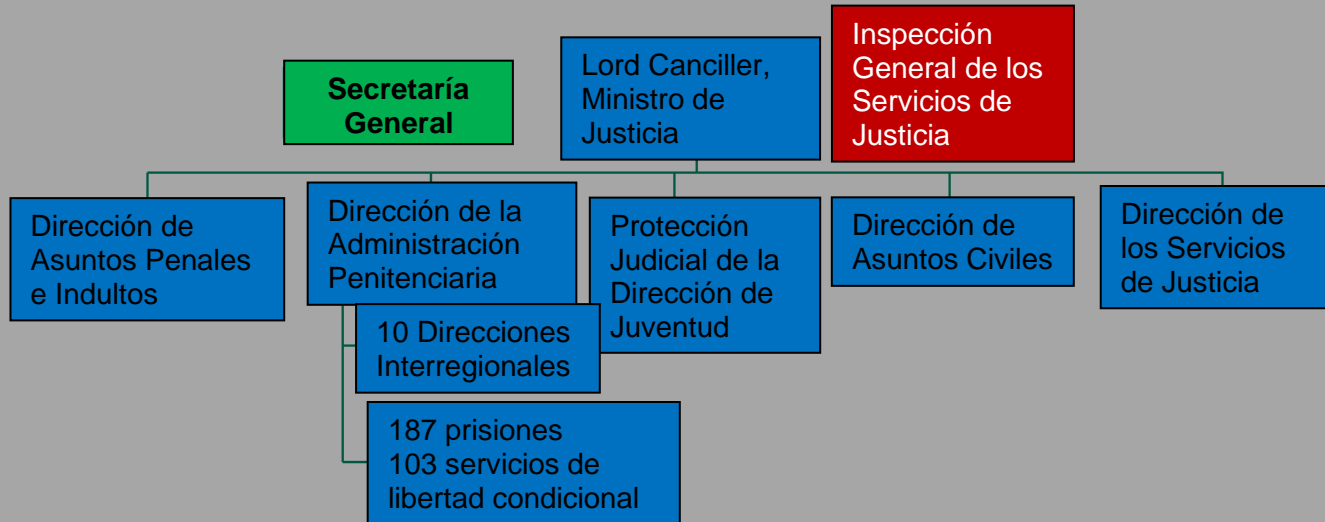 Secretaría
General
Lord Canciller,
Ministro de
Justicia
Inspección
General de los
Servicios de
Justicia
Dirección de
Asuntos Penales
e Indultos
Dirección de la
Administración
Penitenciaria
Protección
Judicial de la
Dirección de
Juventud
Dirección de
Asuntos Civiles
Dirección de
los Servicios
de Justicia
10 Direcciones
Interregionales
187 prisiones
103 servicios de
libertad condicional